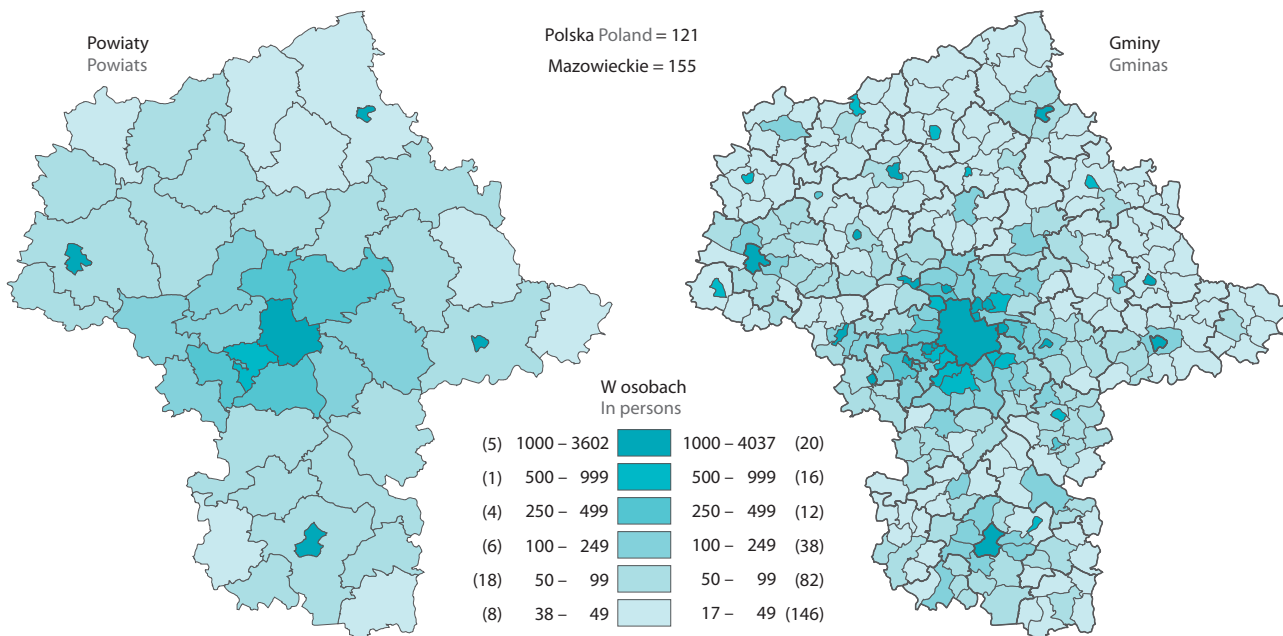 Powiaty
Powiats
Polska Poland = 121
Mazowieckie = 155
Gminy
Gminas
W osobach
In persons
(5) 1000 – 3602 1000 – 4037 (20)
(1) 500 – 999 500 – 999 (16)
(4) 250 – 499 250 – 499 (12)
(6) 100 – 249 100 – 249 (38)
(18) 50 – 99 50 – 99 (82)
(8) 38 – 49 17 – 49 (146)